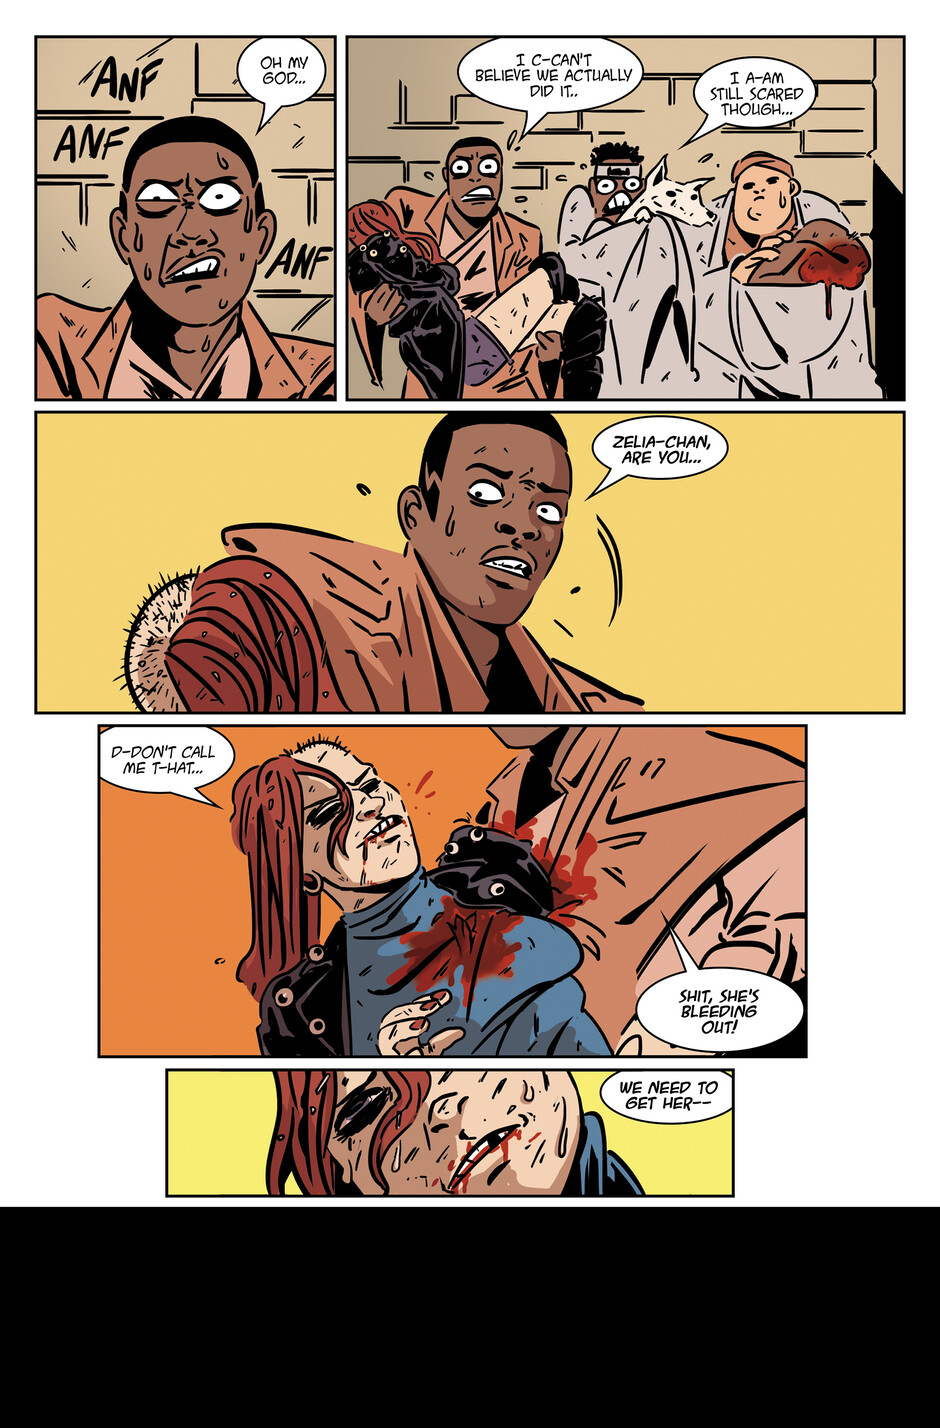 ANF
ANF
ANF
OH MY
GOD...
I C-CAN'T
BELIEVE WE ACTUALLY
DID IT..
I A-AM
STILL SCARED
THOUGH...
ZELIA-CHAN,
ARE YOU...
D-DON'T CALL
ME T-HAT...
SHIT, SHE'S
BLEEDING
OUT!
WE NEED TO
GET HER--